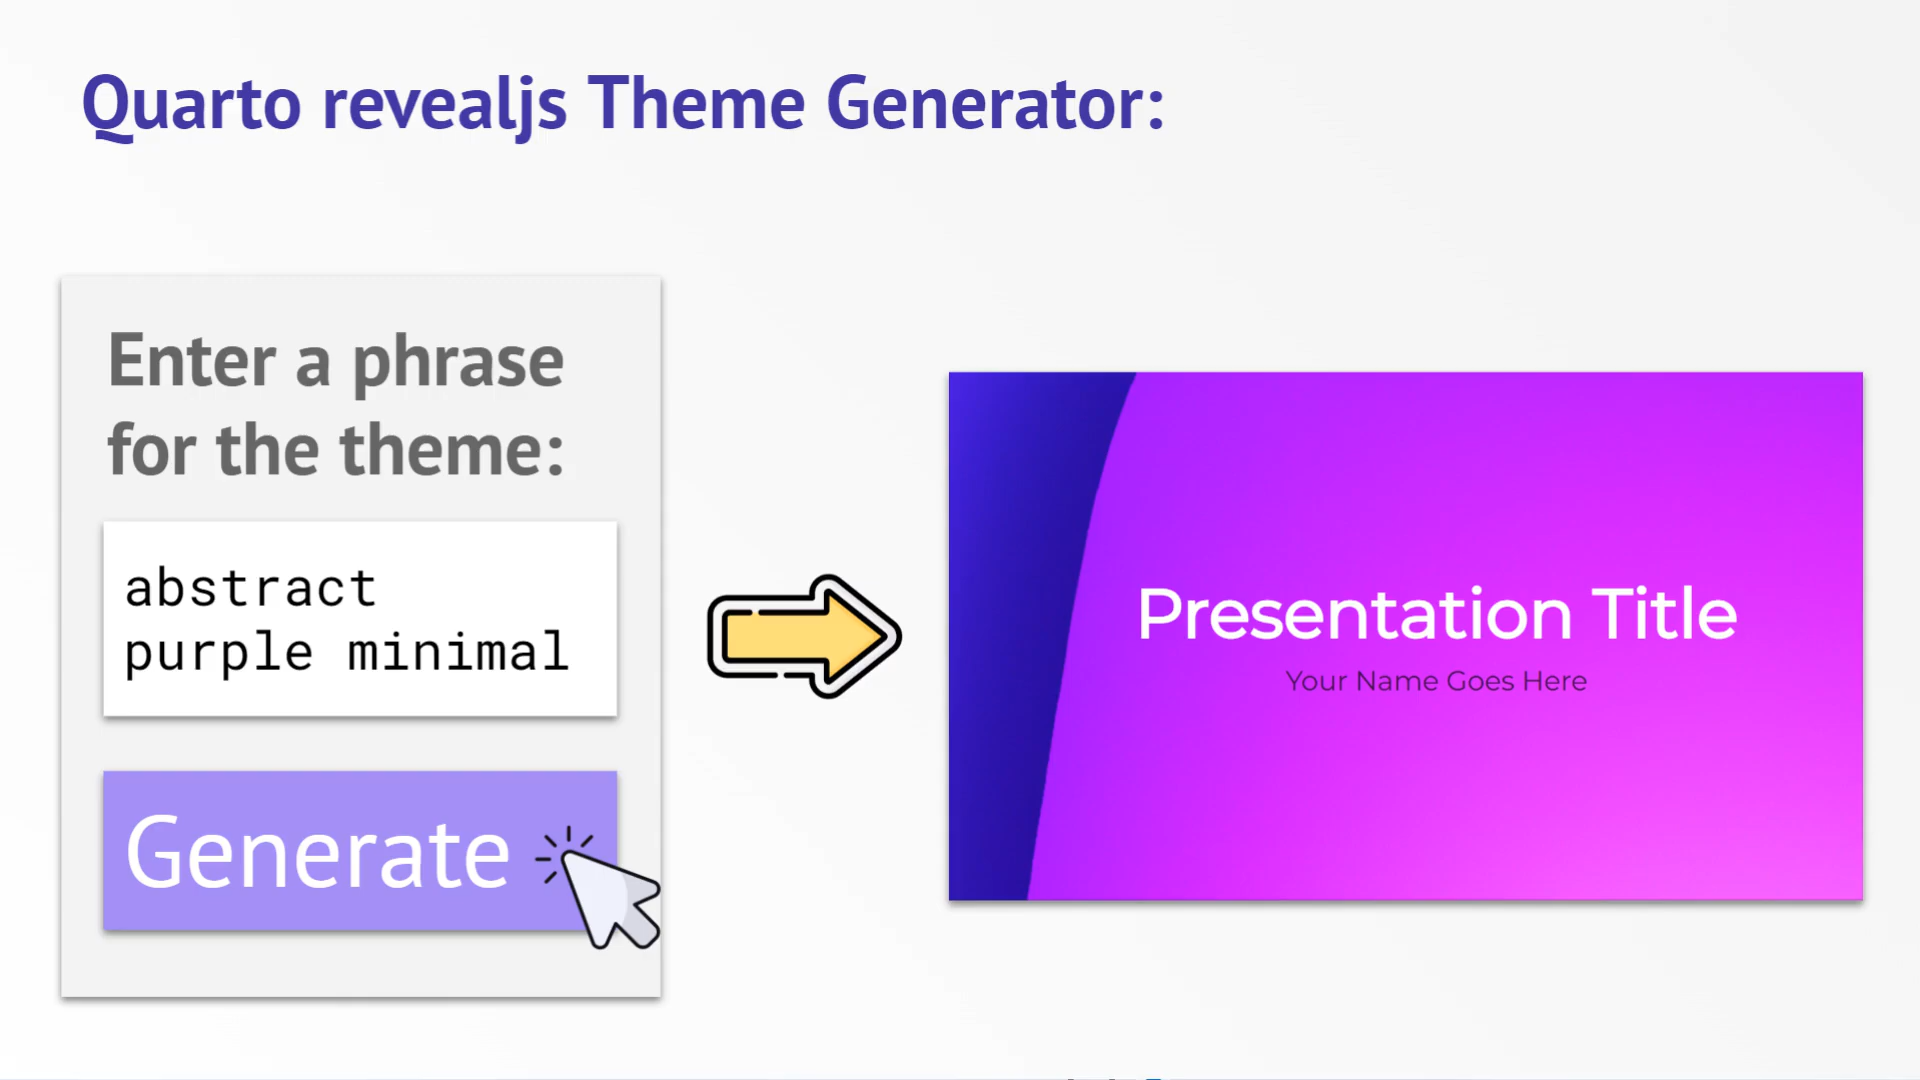 Quarto revealjs Theme Generator:
Enter a phrase
for the theme:
abstract
purple minimal
Generate
Presentation Title
Your Name Goes Here